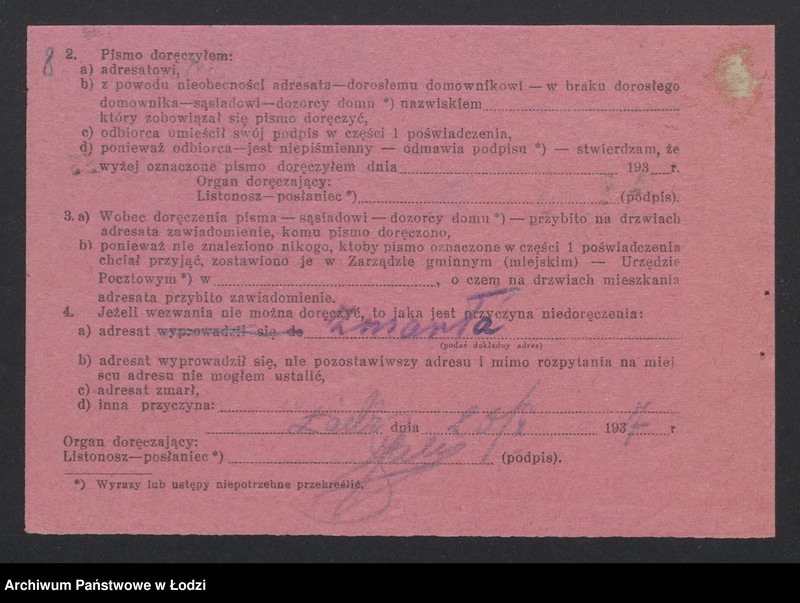 8
2. Pismo doręczyłem:
a) adresatowi,
b) z powodu nieobecności adresata—dorosłemu domownikowi — w braku dorosłego
domownika—sąsiadowi—dozorcy domu *) nazwiskiem
który zobowiązał się pismo doręczyć,
c) odbiorca umieścił swój podpis w części 1 poświadczenia,
d) ponieważ odbiorca—jest niepiśmienny — odmawia podpisu *) — stwierdzam, że
wyżej oznaczone pismo doręczyłem dnia 193 r.
Organ doręczający:
Listonosz—posłaniec *) (podpis).
3. a) Wobec doręczenia pisma — sąsiadowi — dozorcy domu *) — przybito na drzwiach
adresata zawiadomienie, komu pismo doręczono,
b) ponieważ nie znaleziono nikogo, ktoby pismo oznaczone w części 1 poświadczenia
chciał przyjąć, zostawiono je w Zarządzie gminnym (miejskim) — Urzędzie
Pocztowym *) w , o czem na drzwiach mieszkania
adresata przybito zawiadomienie.
4. Jeżeli wezwania nie można doręczyć, to jaka jest przyczyna niedoręczenia:
a) adresat wyprowadził się do Zmarła
(podać dokładny adres)
b) adresat wyprowadził się, nie pozostawiwszy adresu i mimo rozpytania na miej
scu adresu nie mogłem ustalić,
c) adresat zmarł,
d) inna przyczyna:
Łódź dnia 1937 r
Organ doręczający:
Listonosz—posłaniec *) (podpis).
*) Wyrazy lub ustępy niepotrzebne przekreślić.
Archiwum Państwowe w Łodzi